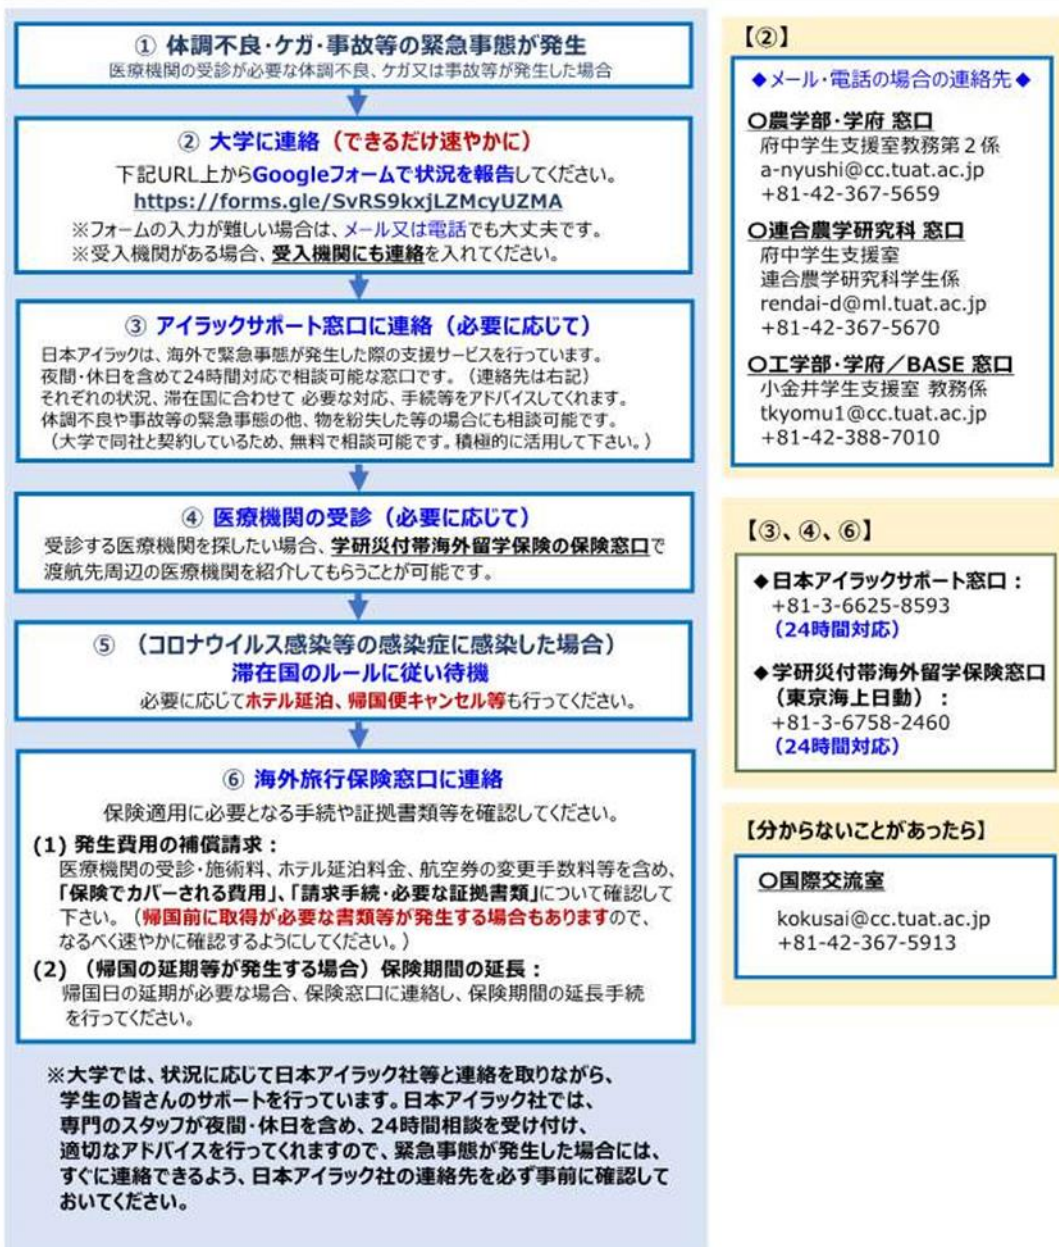 ① 体調不良･ケガ･事故等の緊急事態が発生
医療機関の受診が必要な体調不良、ケガ又は事故等が発生した場合
② 大学に連絡（できるだけ速やかに）
下記URL上からGoogleフォームで状況を報告してください。
https://forms.gle/SvRS9kxjLZMcyUZMA
※フォームの入力が難しい場合は、メール又は電話でも大丈夫です。
※受入機関がある場合、受入機関にも連絡を入れてください。
③ アイラックサポート窓口に連絡（必要に応じて）
日本アイラックは、海外で緊急事態が発生した際の支援サービスを行っています。
夜間・休日を含めて24時間対応で相談可能な窓口です。（連絡先は右記）
それぞれの状況、滞在国に合わせて 必要な対応、手続等をアドバイスしてくれます。
体調不良や事故等の緊急事態の他、物を紛失した等の場合にも相談可能です。
（大学で同社と契約しているため、無料で相談可能です。積極的に活用して下さい。）
④ 医療機関の受診（必要に応じて）
受診する医療機関を探したい場合、学研災付帯海外留学保険の保険窓口で
渡航先周辺の医療機関を紹介してもらうことが可能です。
⑤ （コロナウイルス感染等の感染症に感染した場合）
滞在国のルールに従い待機
必要に応じてホテル延泊、帰国便キャンセル等も行ってください。
⑥ 海外旅行保険窓口に連絡
保険適用に必要となる手続や証拠書類等を確認してください。
(1) 発生費用の補償請求：
医療機関の受診・施術料、ホテル延泊料金、航空券の変更手数料等を含め、
「保険でカバーされる費用」、「請求手続・必要な証拠書類」について確認して
下さい。（帰国前に取得が必要な書類等が発生する場合もありますので、
なるべく速やかに確認するようにしてください。）
(2) （帰国の延期等が発生する場合）保険期間の延長：
帰国日の延期が必要な場合、保険窓口に連絡し、保険期間の延長手続
を行ってください。
※大学では、状況に応じて日本アイラック社等と連絡を取りながら、
学生の皆さんのサポートを行っています。日本アイラック社では、
専門のスタッフが夜間・休日を含め、24時間相談を受け付け、
適切なアドバイスを行ってくれますので、緊急事態が発生した場合には、
すぐに連絡できるよう、日本アイラック社の連絡先を必ず事前に確認して
おいてください。
【②】
◆メール・電話の場合の連絡先◆
〇農学部・学府 窓口
府中学生支援室教務第２係
a-nyushi@cc.tuat.ac.jp
+81-42-367-5659
〇連合農学研究科 窓口
府中学生支援室
連合農学研究科学生係
rendai-d@ml.tuat.ac.jp
+81-42-367-5670
〇工学部・学府／BASE 窓口
小金井学生支援室 教務係
tkyomu1@cc.tuat.ac.jp
+81-42-388-7010
【③、④、⑥】
◆日本アイラックサポート窓口：
+81-3-6625-8593
（24時間対応）
◆学研災付帯海外留学保険窓口
（東京海上日動）：
+81-3-6758-2460
（24時間対応）
【分からないことがあったら】
〇国際交流室
kokusai@cc.tuat.ac.jp
+81-42-367-5913